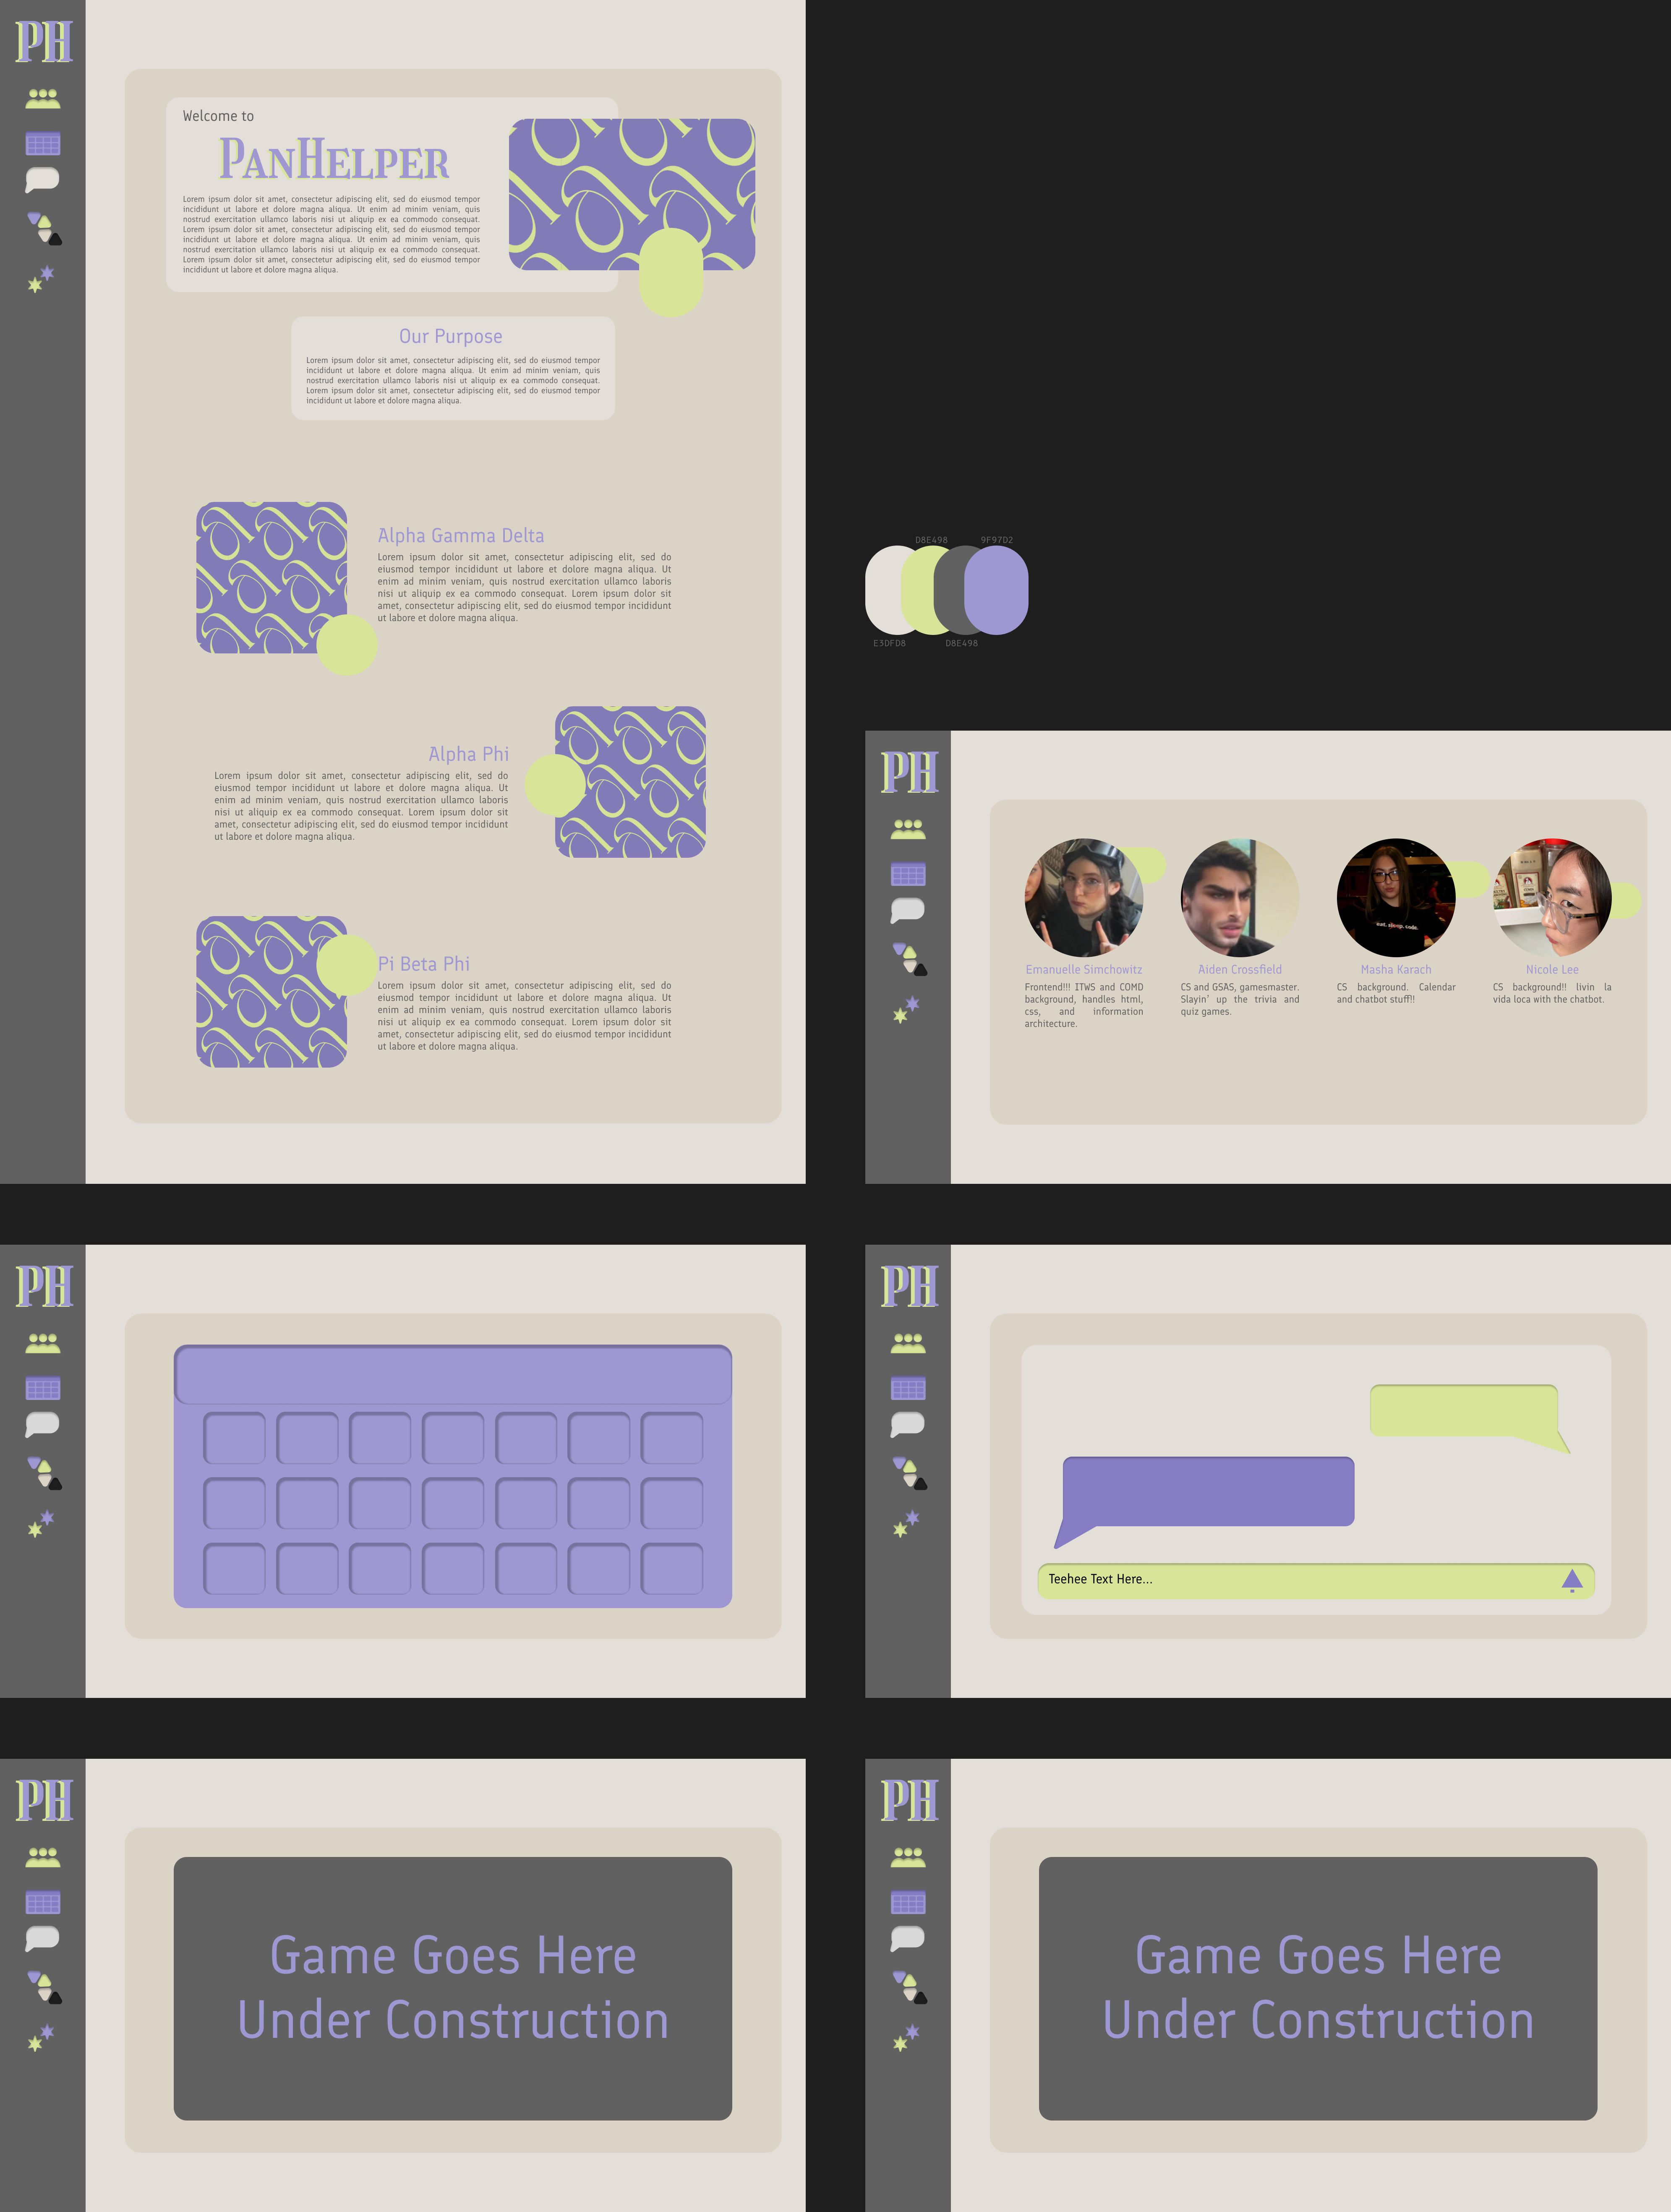 PH
Welcome to
PANHELPER
Lorem ipsum dolor sit amet, consectetur adipiscing elit, sed do eiusmod tempor
incididunt ut labore et dolore magna aliqua. Ut enim ad minim veniam, quis
nostrud exercitation ullamco laboris nisi ut aliquip ex ea commodo consequat.
Lorem ipsum dolor sit amet, consectetur adipiscing elit, sed do eiusmod tempor
incididunt ut labore et dolore magna aliqua. Ut enim ad minim veniam, quis
nostrud exercitation ullamco laboris nisi ut aliquip ex ea commodo consequat.
Lorem ipsum dolor sit amet, consectetur adipiscing elit, sed do eiusmod tempor
incididunt ut labore et dolore magna aliqua.
Our Purpose
Lorem ipsum dolor sit amet, consectetur adipiscing elit, sed do eiusmod tempor
incididunt ut labore et dolore magna aliqua. Ut enim ad minim veniam, quis
nostrud exercitation ullamco laboris nisi ut aliquip ex ea commodo consequat.
Lorem ipsum dolor sit amet, consectetur adipiscing elit, sed do eiusmod tempor
incididunt ut labore et dolore magna aliqua.
Alpha Gamma Delta
Lorem ipsum dolor sit amet, consectetur adipiscing elit, sed do
eiusmod tempor incididunt ut labore et dolore magna aliqua. Ut
enim ad minim veniam, quis nostrud exercitation ullamco laboris
nisi ut aliquip ex ea commodo consequat. Lorem ipsum dolor sit
amet, consectetur adipiscing elit, sed do eiusmod tempor incididunt
ut labore et dolore magna aliqua.
Alpha Phi
Lorem ipsum dolor sit amet, consectetur adipiscing elit, sed do
eiusmod tempor incididunt ut labore et dolore magna aliqua. Ut
enim ad minim veniam, quis nostrud exercitation ullamco laboris
nisi ut aliquip ex ea commodo consequat. Lorem ipsum dolor sit
amet, consectetur adipiscing elit, sed do eiusmod tempor incididunt
ut labore et dolore magna aliqua.
Pi Beta Phi
Lorem ipsum dolor sit amet, consectetur adipiscing elit, sed do
eiusmod tempor incididunt ut labore et dolore magna aliqua. Ut
enim ad minim veniam, quis nostrud exercitation ullamco laboris
nisi ut aliquip ex ea commodo consequat. Lorem ipsum dolor sit
amet, consectetur adipiscing elit, sed do eiusmod tempor incididunt
ut labore et dolore magna aliqua.
D8E498 9F97D2
E3DFD8 D8E498
PH
eat. sleep. code.
Emanuelle Simchowitz
Frontend!!! ITWS and COMD
background, handles html,
css, and information
architecture.
Aiden Crossfield
CS and GSAS, gamesmaster.
Slayin' up the trivia and
quiz games.
Masha Karach
CS background. Calendar
and chatbot stuff!!
Nicole Lee
CS background!! livin la
vida loca with the chatbot.
PH
PH
Teehee Text Here...
PH
Game Goes Here
Under Construction
PH
Game Goes Here
Under Construction